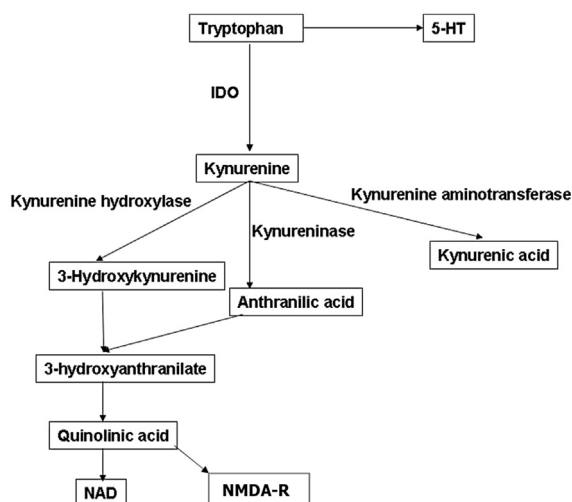 Tryptophan
5-HT
IDO
Kynurenine
Kynurenine hydroxylase
Kynurenine aminotransferase
Kynureninase
Kynurenic acid
3-Hydroxykynurenine
Anthranilic acid
3-hydroxyanthranilate
Quinolinic acid
NAD
NMDA-R